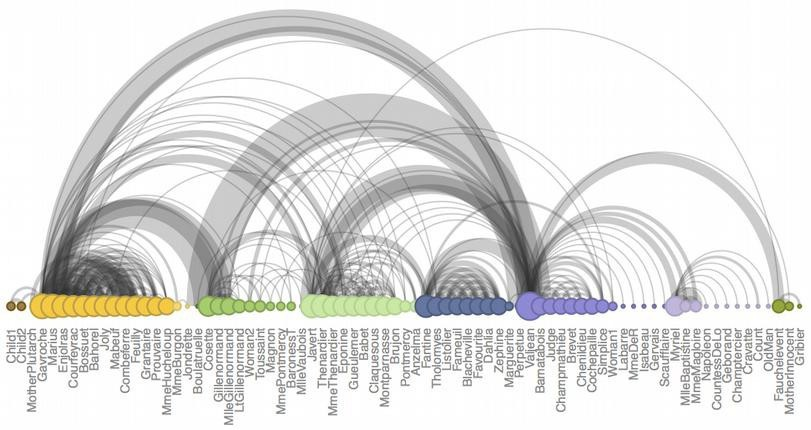 Child1
Child2
MotherPlutarch
Gavroche
Marius
Enjolras
Courfeyrac
Bossuet
Bahorel
Joly
Mabeuf
Combeferre
Feuilly
Grantaire
Prouvaire
MmeHucheloup
MmeBurgon
Jondrette
Boulatruelle
Cosette
Gillenormand
MlleGillenormand
LtGillenormand
Woman2
Toussaint
Magnon
MmePontmercy
BaronessT
MlleVaubois
Javert
Thenardier
MmeThenardier
Eponine
Gueulemer
Babet
Claquesous
Montparnasse
Brujon
Pontmercy
Anzelma
Fantine
Tholomyes
Listolier
Fameuil
Blacheville
Favourite
Dahlia
Zephine
Marguerite
Perpetue
Valjean
Bamatabois
Judge
Champmathieu
Brevet
Chenildieu
Cochepaille
Simplice
Woman1
Labarre
MmeDeR
Isabeau
Gervais
Scaufflaire
Myriel
MlleBaptistine
MmeMagloire
Napoleon
CountessDeLo
Geborand
Champtercier
Cravatte
Count
OldMan
Fauchelevent
MotherInnocent
Gribier